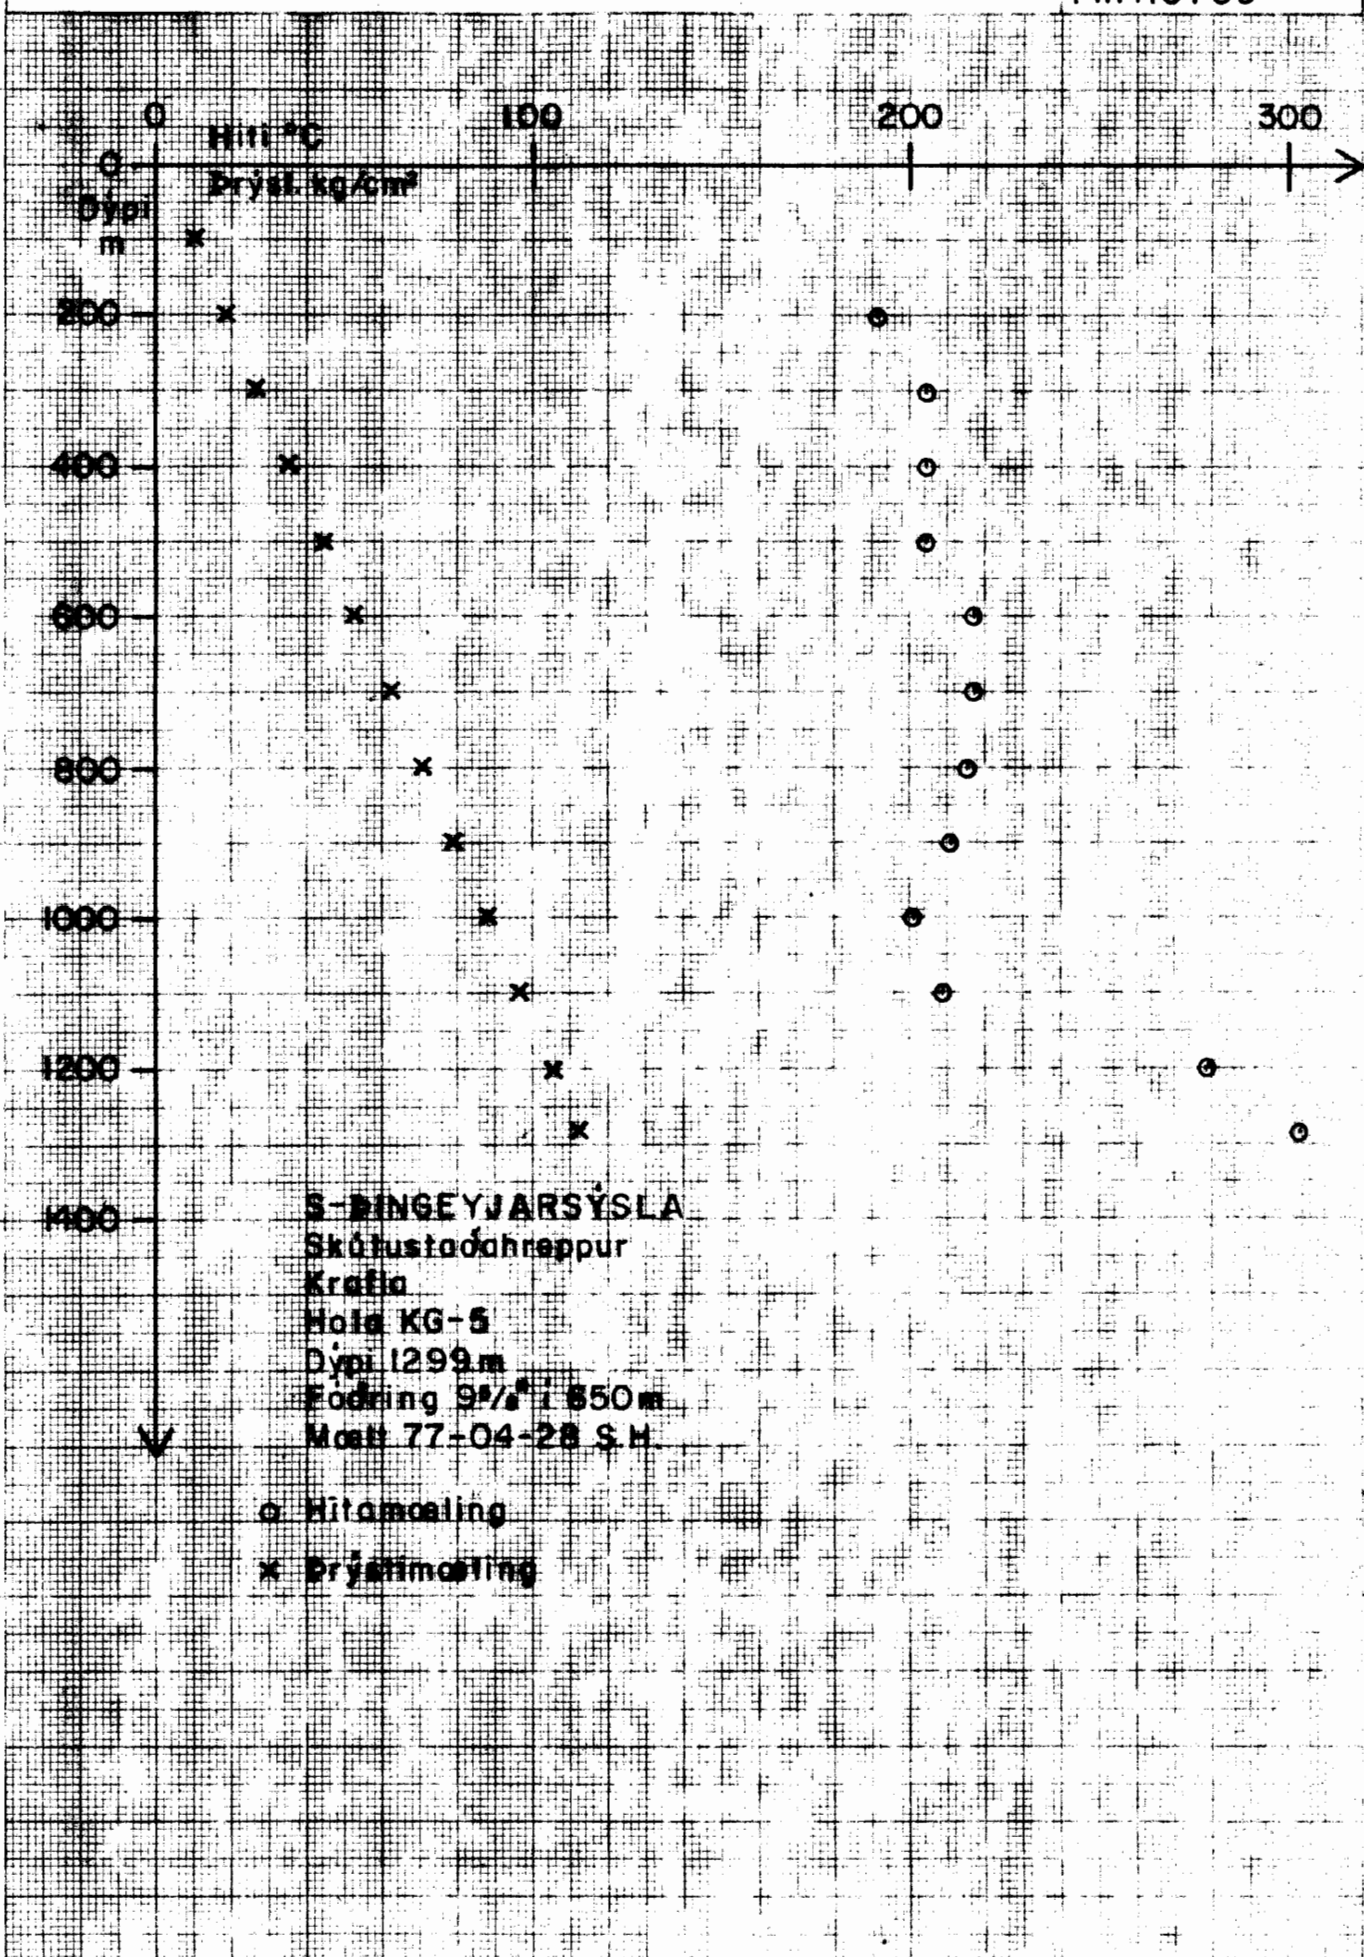 0 100 200 300
Hiti °C
0
Þrýst. kg/cm²
Dýpi
m
200
400
600
800
1000
1200
1400
S-ÞINGEYJARSÝSLA
Skútustaðahreppur
Krafla
Hola KG-5
Dýpi 1299 m
Fóðring 9⁵/₈" í 650 m
Mælt 77-04-28 S.H.
o Hitamæling
x Þrýstimæling